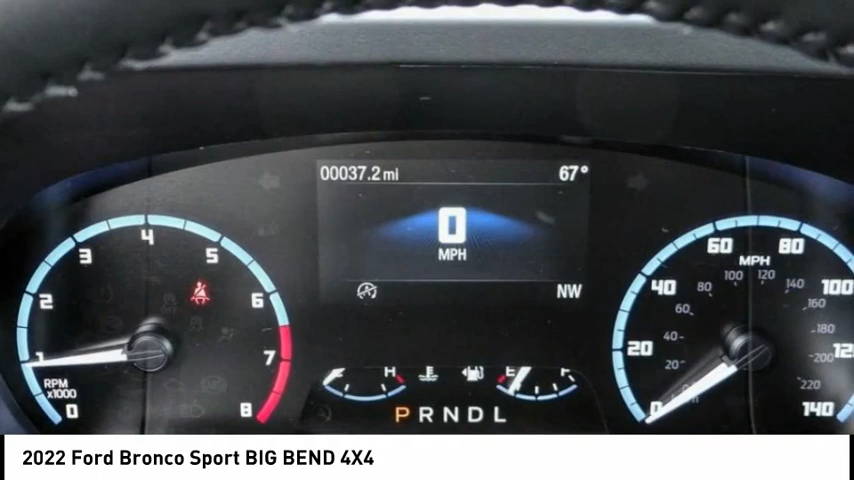 00037.2 mi 67°
0
MPH
NW
0 1 2 3 4 5 6 7 8
RPM
x1000
0 20 40 60 80 100 120 140
MPH
20 40 60 80 100 120 140 160 180 200 220
H E F
P R N D L
2022 Ford Bronco Sport BIG BEND 4X4